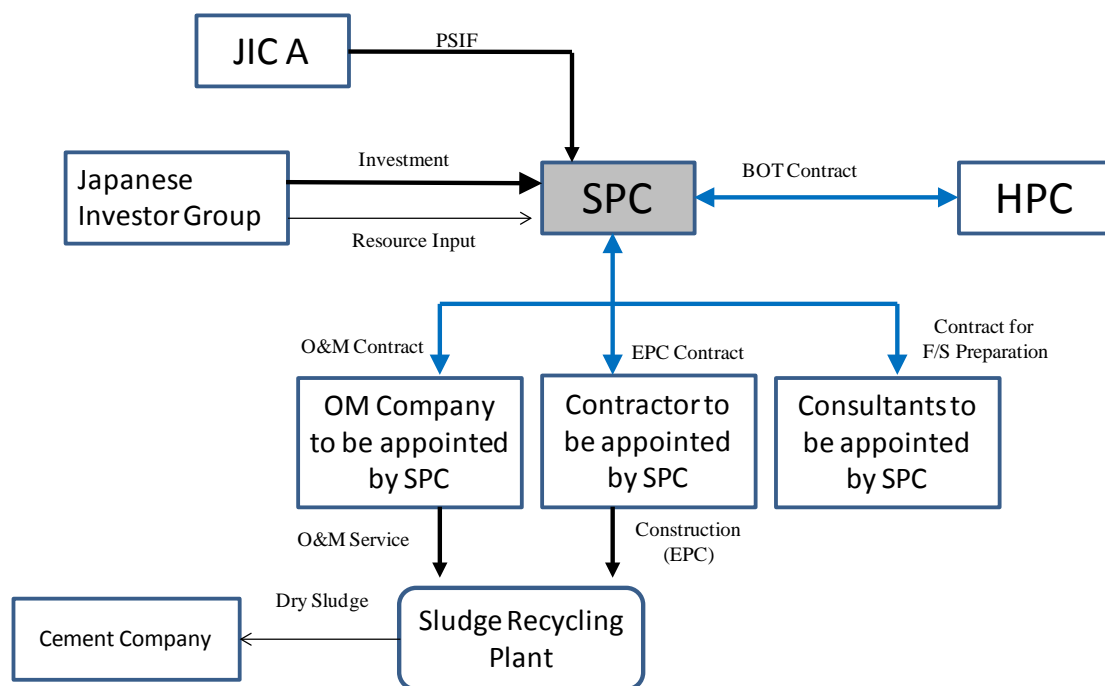 JIC A
PSIF
Japanese
Investor Group
Investment
Resource Input
SPC
BOT Contract
HPC
O&M Contract
EPC Contract
Contract for
F/S Preparation
OM Company
to be appointed
by SPC
Contractor to
be appointed
by SPC
Consultants to
be appointed
by SPC
O&M Service
Construction
(EPC)
Dry Sludge
Cement Company
Sludge Recycling
Plant